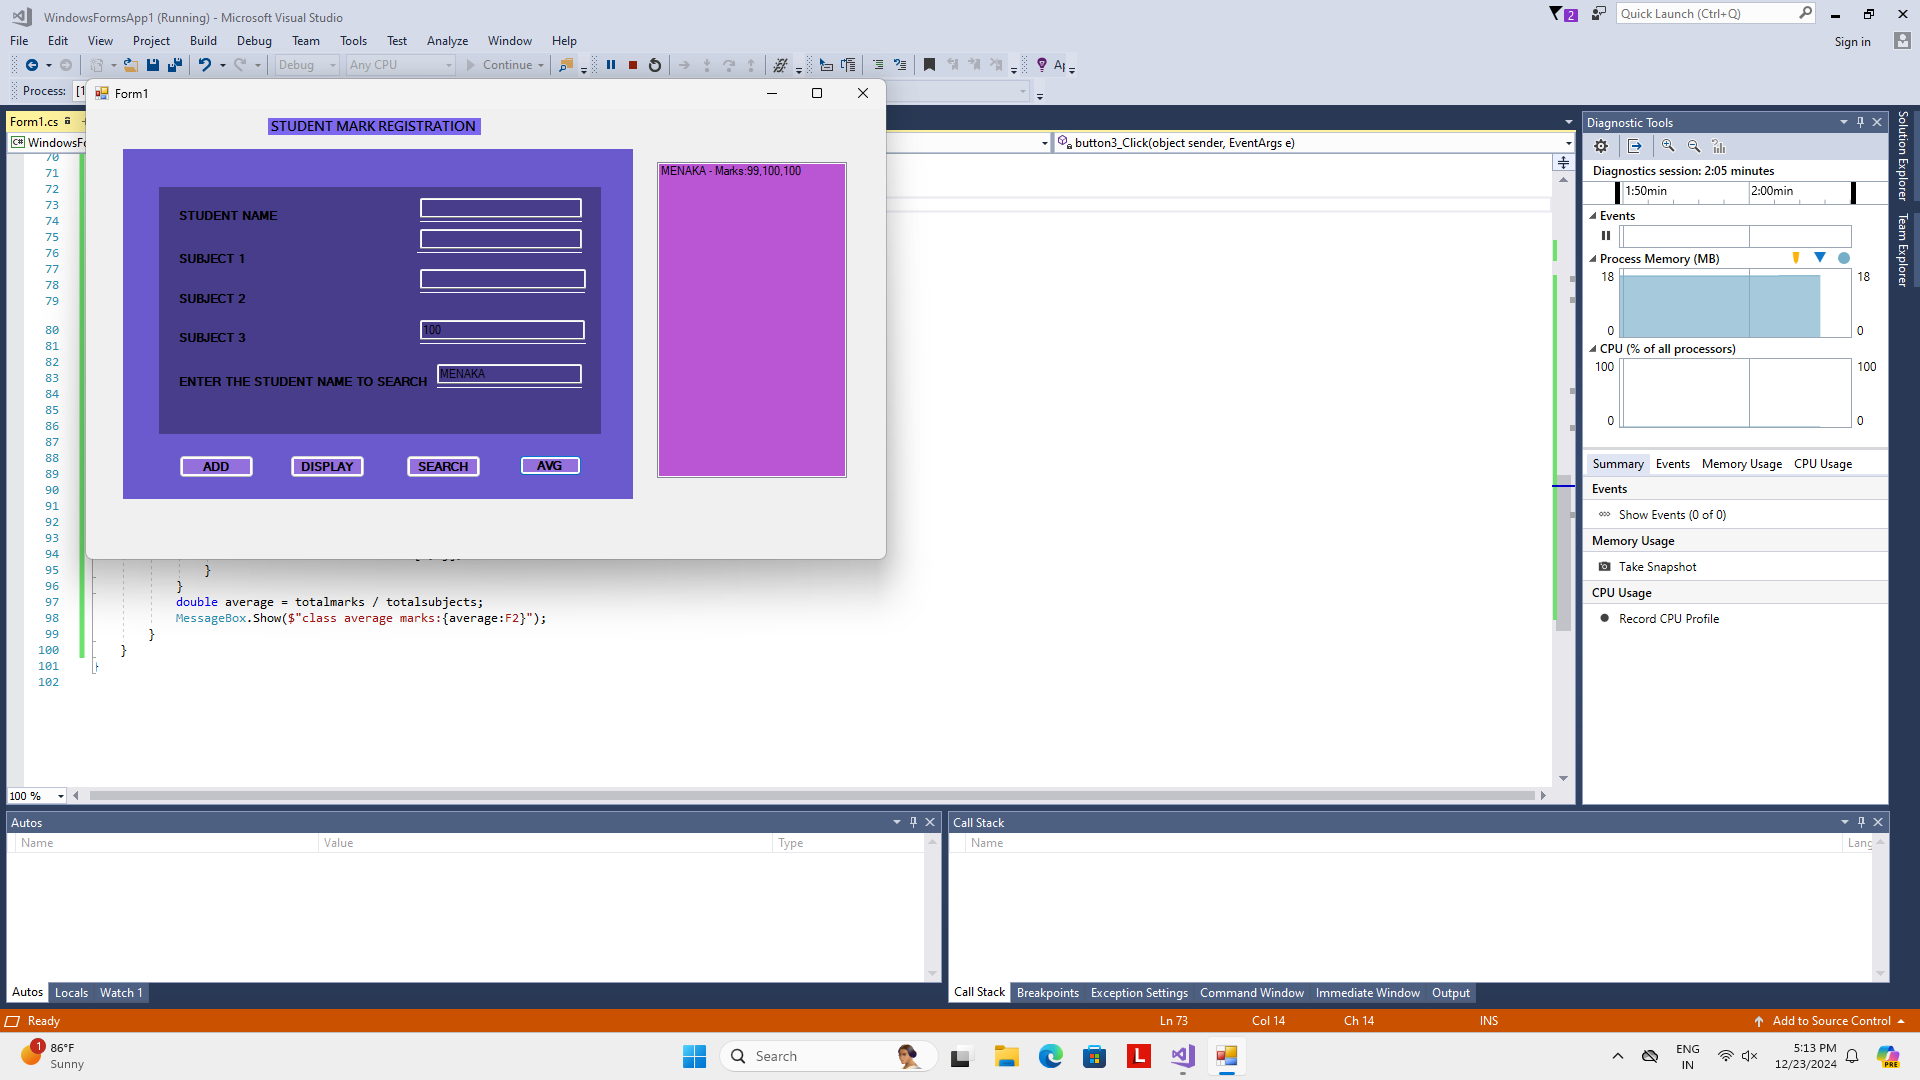 WindowsFormsApp1 (Running) - Microsoft Visual Studio
2
Quick Launch (Ctrl+Q)
File Edit View Project Build Debug Team Tools Test Analyze Window Help
Sign in
Debug Any CPU Continue
Process: [1
Form1
Form1.cs
STUDENT MARK REGISTRATION
WindowsFo
button3_Click(object sender, EventArgs e)
STUDENT NAME
SUBJECT 1
SUBJECT 2
SUBJECT 3
100
ENTER THE STUDENT NAME TO SEARCH
MENAKA
ADD DISPLAY SEARCH AVG
MENAKA - Marks:99,100,100
70
71
72
73
74
75
76
77
78
79
80
81
82
83
84
85
86
87
88
89
90
91
92
93
94
95 }
96 }
97 double average = totalmarks / totalsubjects;
98 MessageBox.Show($"class average marks:{average:F2}");
99 }
100 }
101 }
102
100 %
Diagnostic Tools
Diagnostics session: 2:05 minutes
1:50min 2:00min
Events
Process Memory (MB)
18 18
0 0
CPU (% of all processors)
100 100
0 0
Summary Events Memory Usage CPU Usage
Events
Show Events (0 of 0)
Memory Usage
Take Snapshot
CPU Usage
Record CPU Profile
Solution Explorer
Team Explorer
Autos
Name Value Type
Autos Locals Watch 1
Call Stack
Name Lang
Call Stack Breakpoints Exception Settings Command Window Immediate Window Output
Ready Ln 73 Col 14 Ch 14 INS Add to Source Control
1
86°F
Sunny
Search
L
ENG
IN
5:13 PM
12/23/2024
PRE